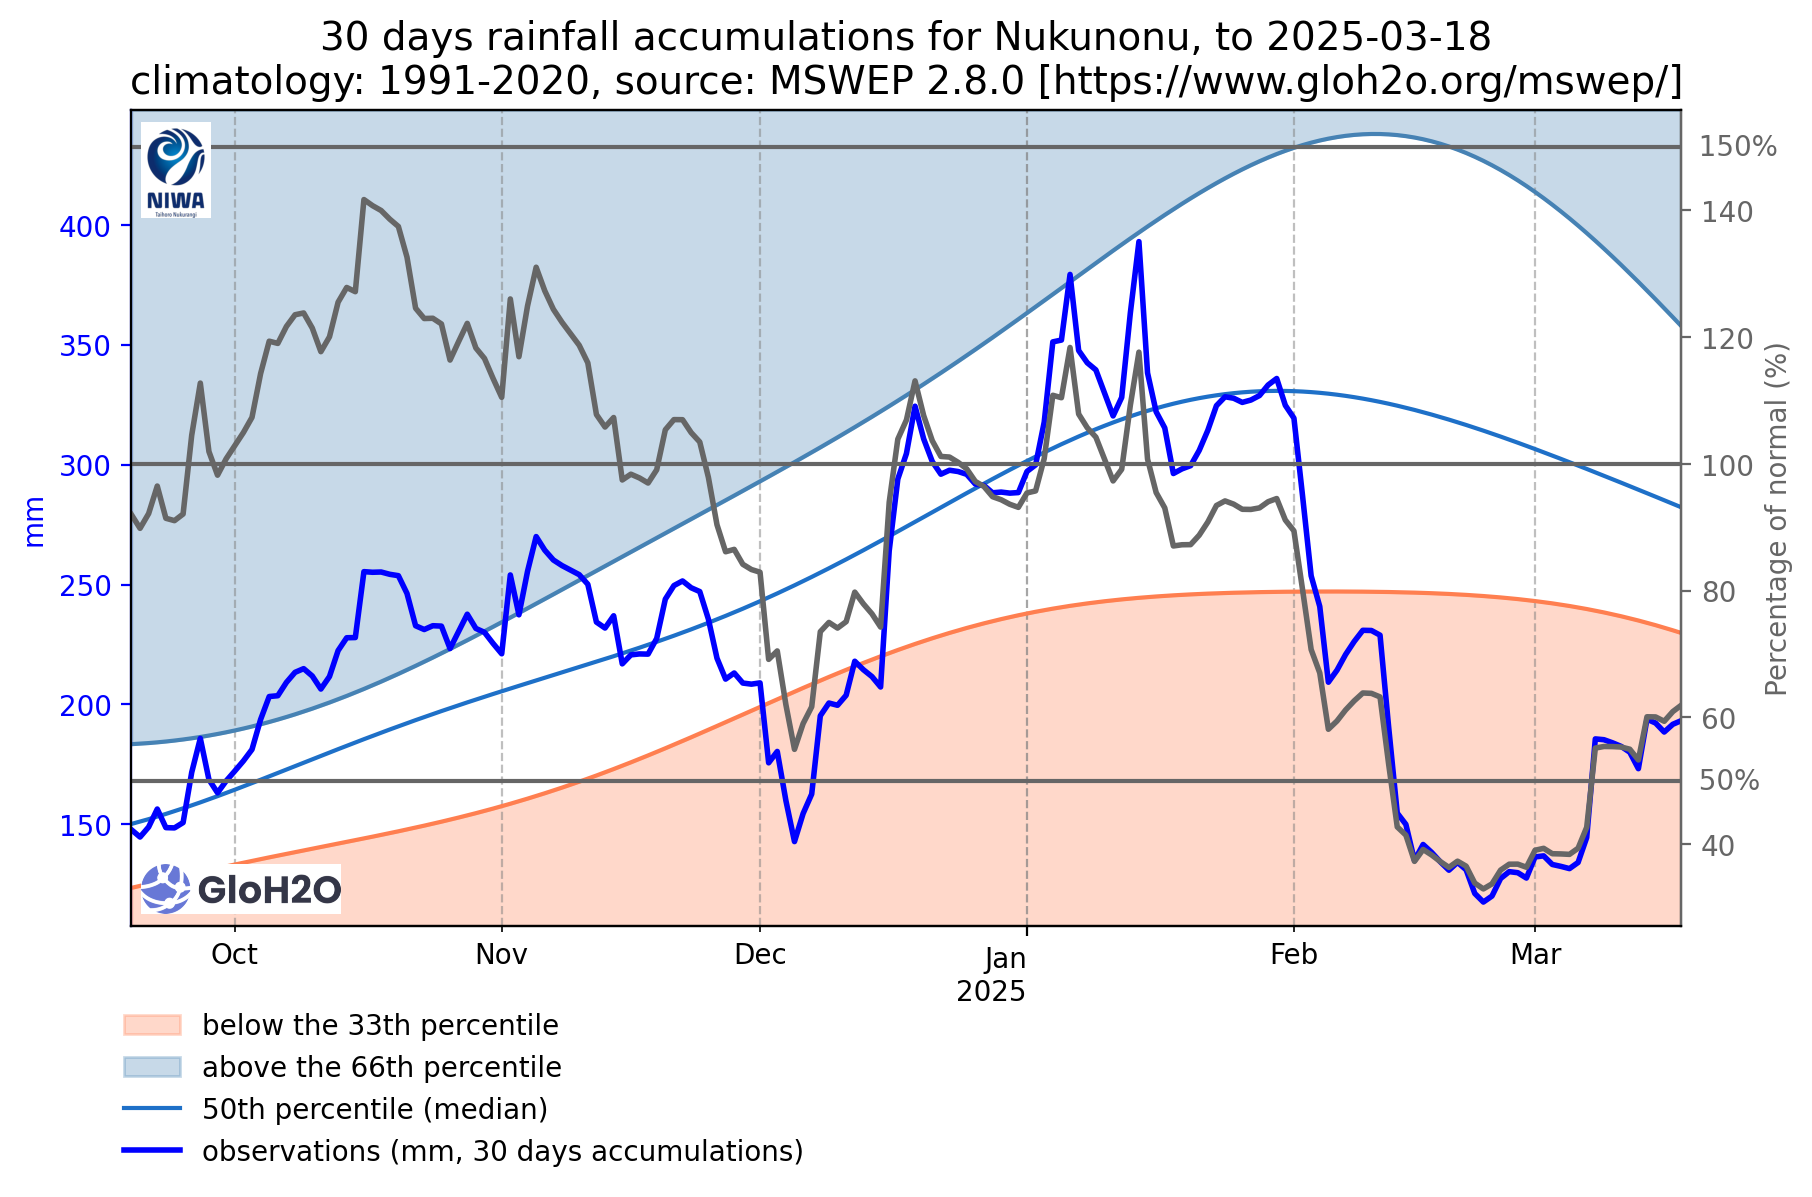 30 days rainfall accumulations for Nukunonu, to 2025-03-18
climatology: 1991-2020, source: MSWEP 2.8.0 [https://www.gloh2o.org/mswep/]
NIWA
Taihoro Nukurangi
400
350
300
250
200
150
mm
150%
140
120
100
80
60
50%
40
Percentage of normal (%)
GloH2O
Oct
Nov
Dec
Jan
2025
Feb
Mar
below the 33th percentile
above the 66th percentile
50th percentile (median)
observations (mm, 30 days accumulations)